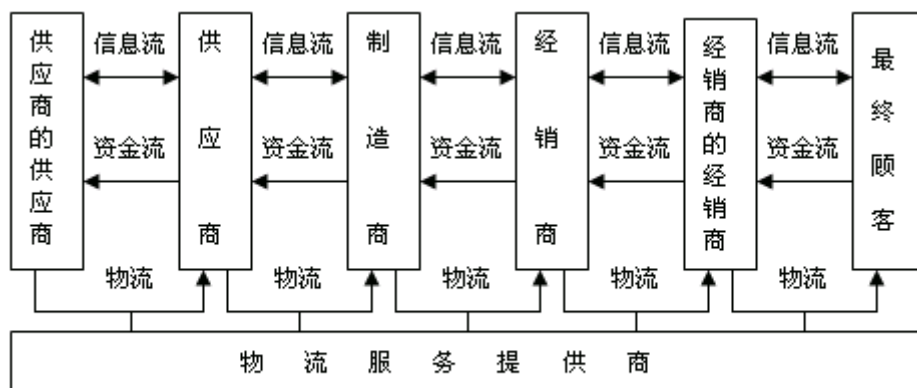 供应商的供应商
信息流
资金流
物流
供应商
信息流
资金流
物流
制造商
信息流
资金流
物流
经销商
信息流
资金流
物流
经销商的经销商
信息流
资金流
物流
最终顾客
物流服务提供商